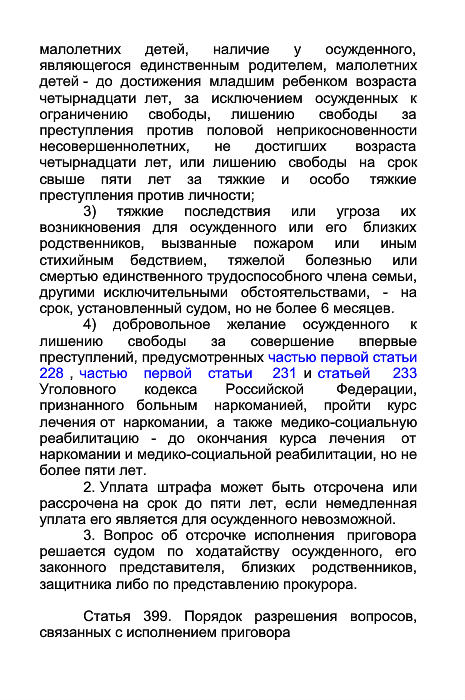 малолетних детей, наличие у осужденного,
являющегося единственным родителем, малолетних
детей - до достижения младшим ребенком возраста
четырнадцати лет, за исключением осужденных к
ограничению свободы, лишению свободы за
преступления против половой неприкосновенности
несовершеннолетних, не достигших возраста
четырнадцати лет, или лишению свободы на срок
свыше пяти лет за тяжкие и особо тяжкие
преступления против личности;
3) тяжкие последствия или угроза их
возникновения для осужденного или его близких
родственников, вызванные пожаром или иным
стихийным бедствием, тяжелой болезнью или
смертью единственного трудоспособного члена семьи,
другими исключительными обстоятельствами, - на
срок, установленный судом, но не более 6 месяцев.
4) добровольное желание осужденного к
лишению свободы за совершение впервые
преступлений, предусмотренных частью первой статьи
228 , частью первой статьи 231 и статьей 233
Уголовного кодекса Российской Федерации,
признанного больным наркоманией, пройти курс
лечения от наркомании, а также медико-социальную
реабилитацию - до окончания курса лечения от
наркомании и медико-социальной реабилитации, но не
более пяти лет.
2. Уплата штрафа может быть отсрочена или
рассрочена на срок до пяти лет, если немедленная
уплата его является для осужденного невозможной.
3. Вопрос об отсрочке исполнения приговора
решается судом по ходатайству осужденного, его
законного представителя, близких родственников,
защитника либо по представлению прокурора.
Статья 399. Порядок разрешения вопросов,
связанных с исполнением приговора